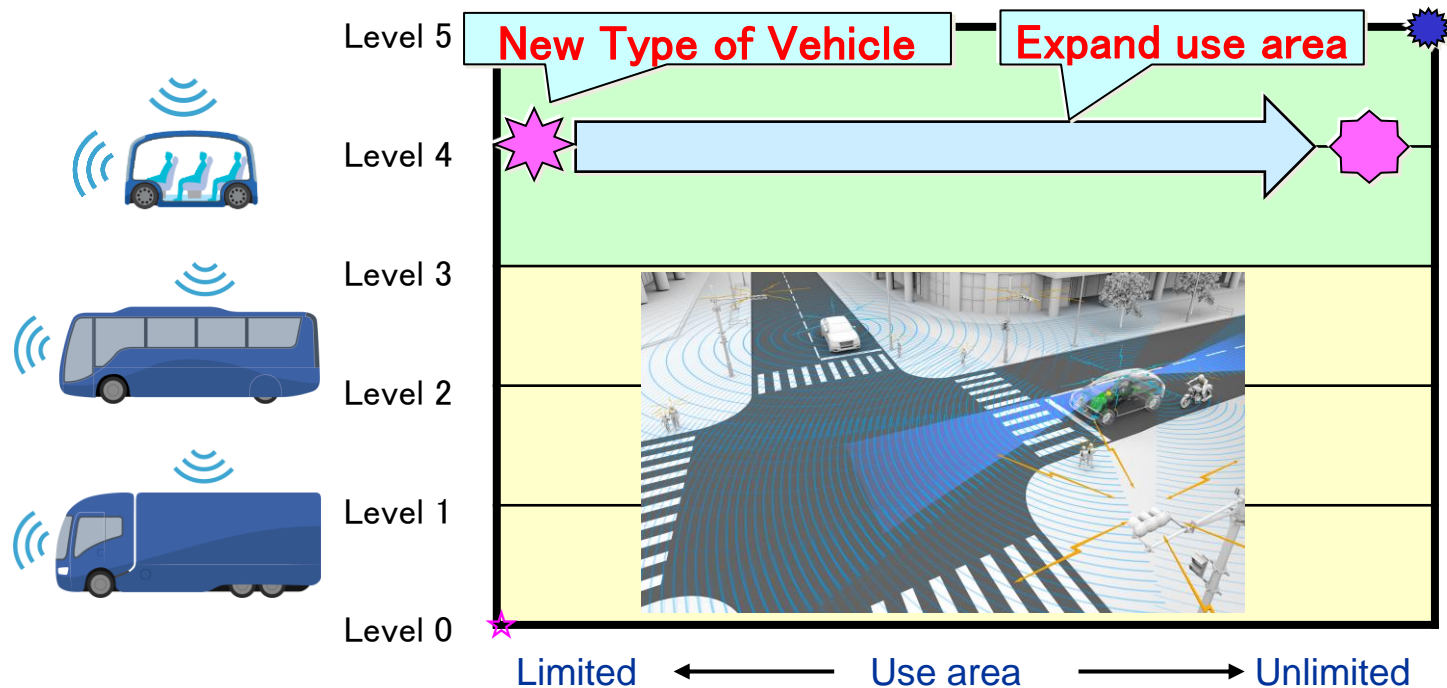 Level 5
New Type of Vehicle
Expand use area
Level 4
Level 3
Level 2
Level 1
Level 0
Limited
Use area
Unlimited